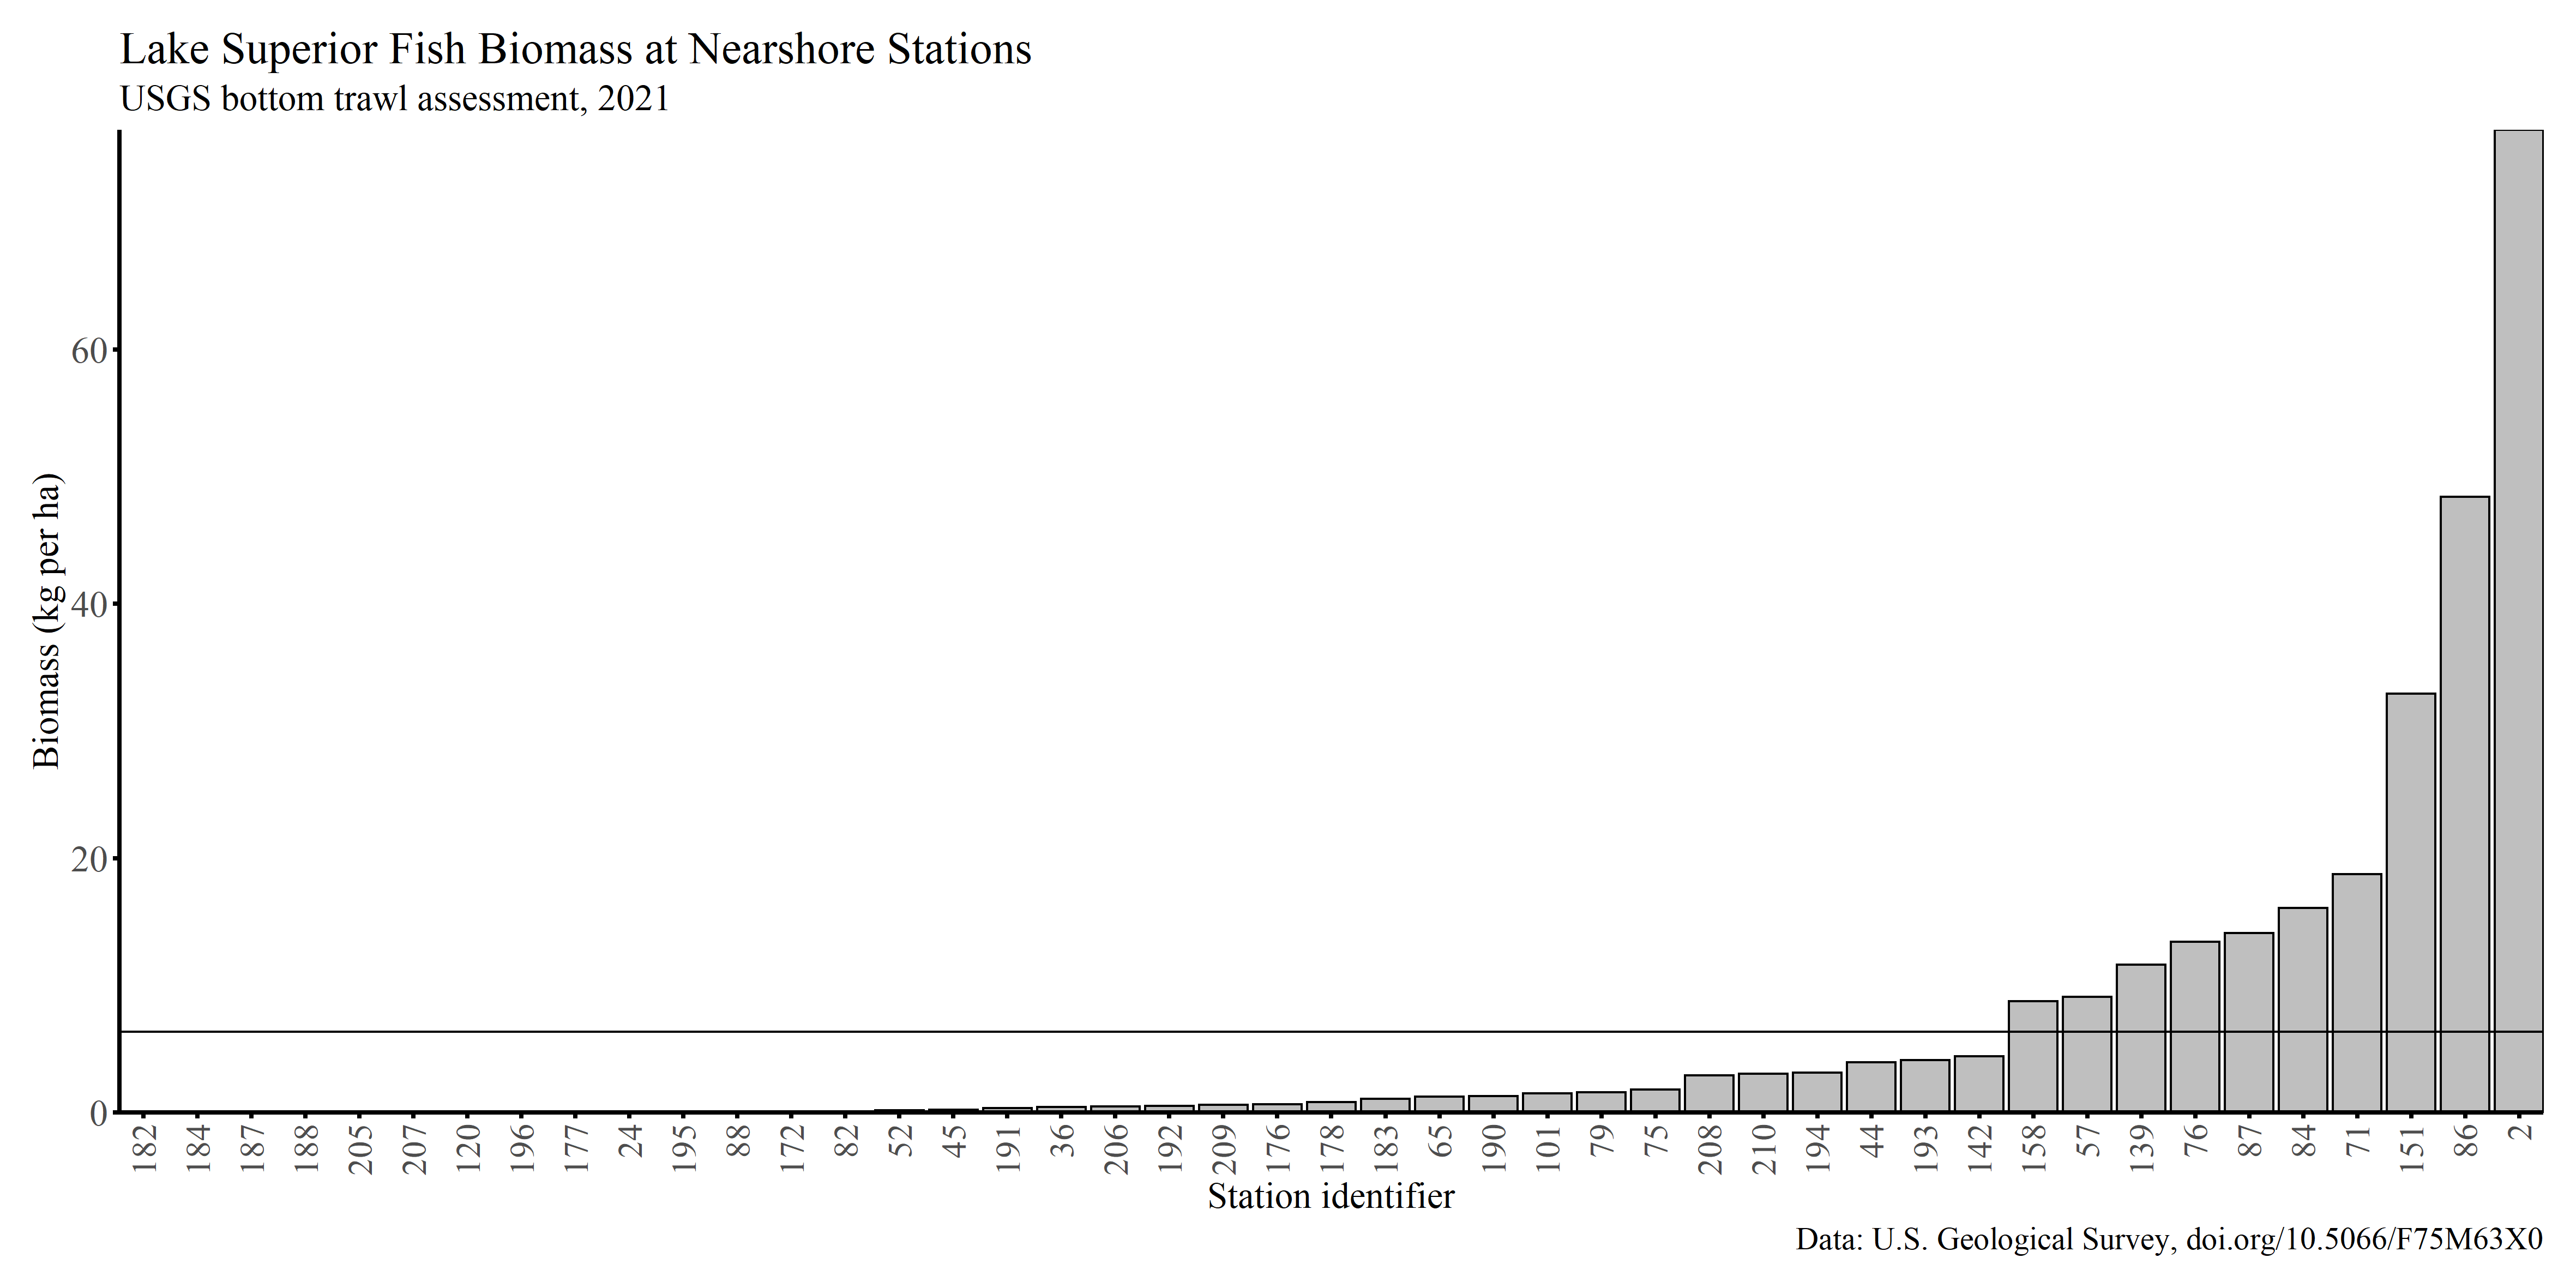 Lake Superior Fish Biomass at Nearshore Stations
USGS bottom trawl assessment, 2021
Biomass (kg per ha)
60
40
20
0
182 184 187 188 205 207 120 196 177 24 195 88 172 82 52 45 191 36 206 192 209 176 178 183 65 190 101 79 75 208 210 194 44 193 142 158 57 139 76 87 84 71 151 86 2
Station identifier
Data: U.S. Geological Survey, doi.org/10.5066/F75M63X0